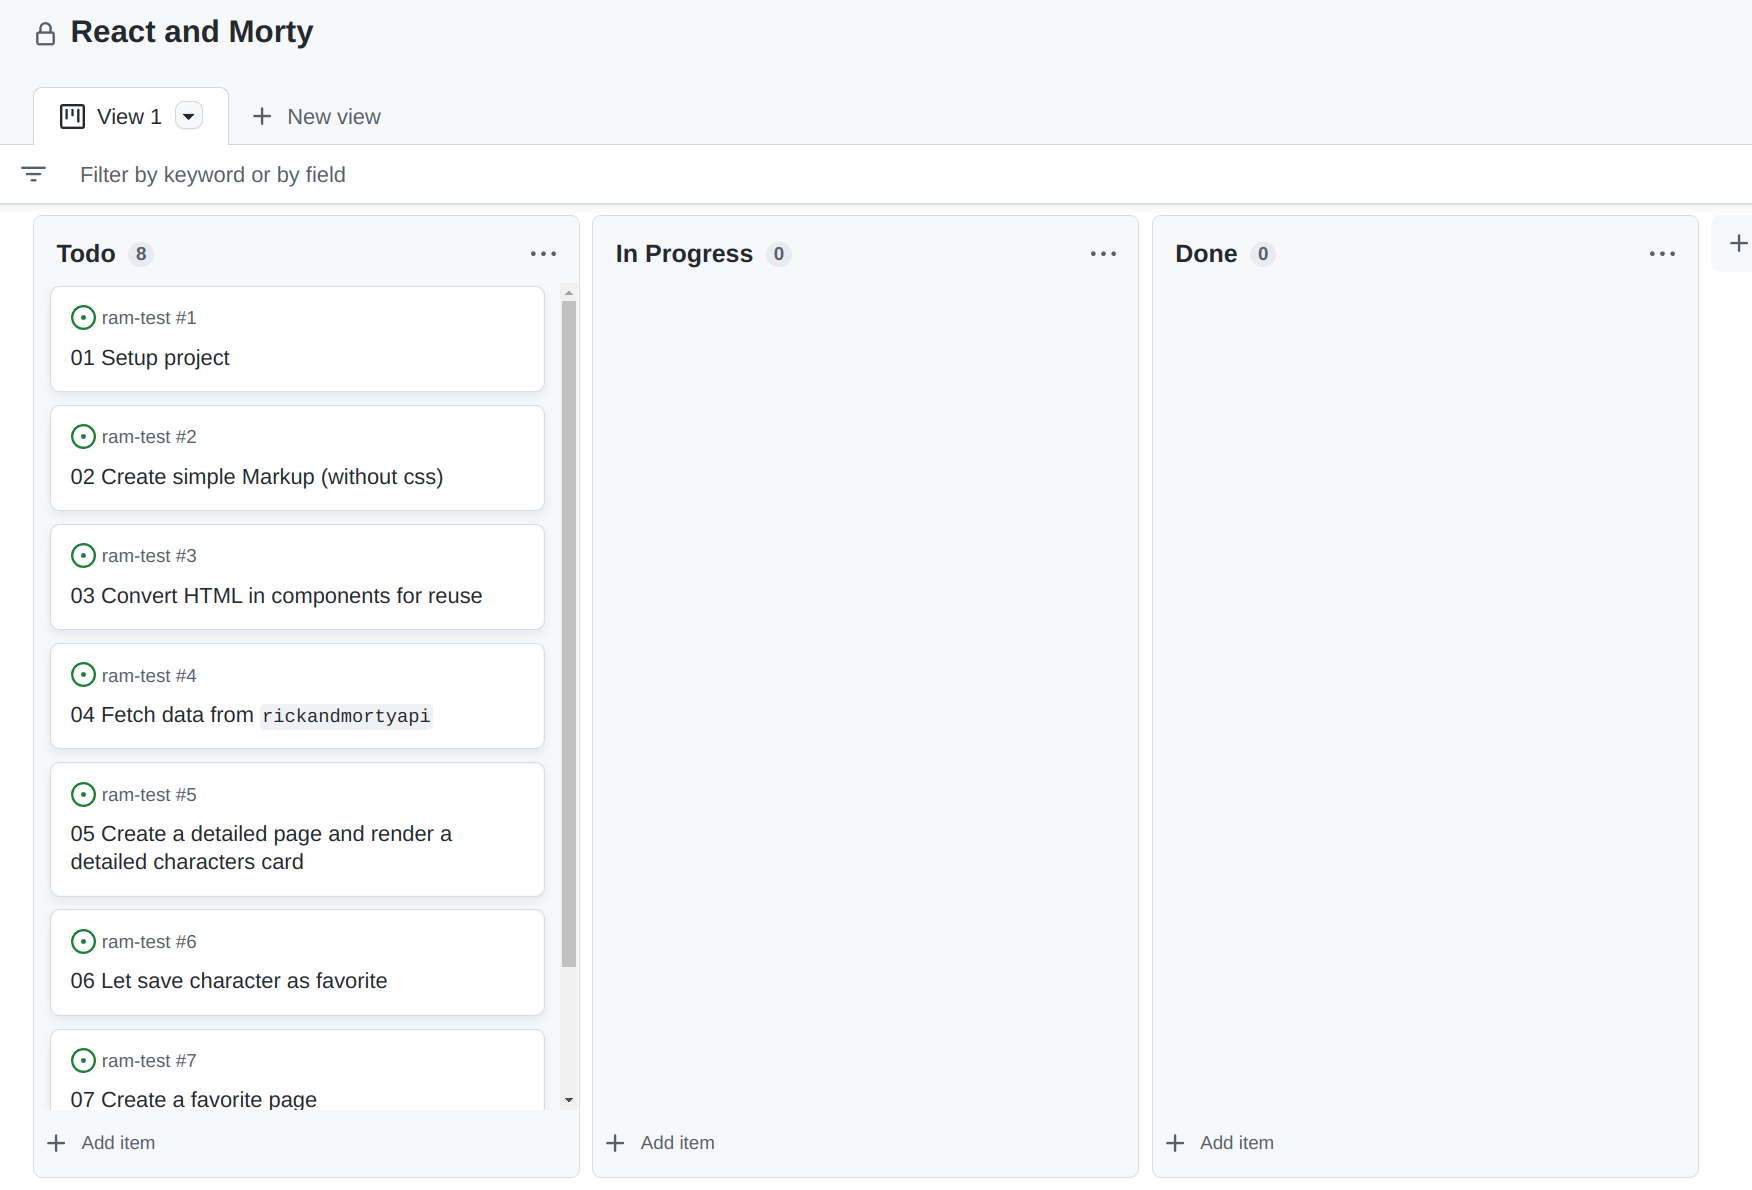 React and Morty
View 1
New view
Filter by keyword or by field
Todo 8
ram-test #1
01 Setup project
ram-test #2
02 Create simple Markup (without css)
ram-test #3
03 Convert HTML in components for reuse
ram-test #4
04 Fetch data from rickandmortyapi
ram-test #5
05 Create a detailed page and render a
detailed characters card
ram-test #6
06 Let save character as favorite
ram-test #7
07 Create a favorite page
Add item
In Progress 0
Add item
Done 0
Add item